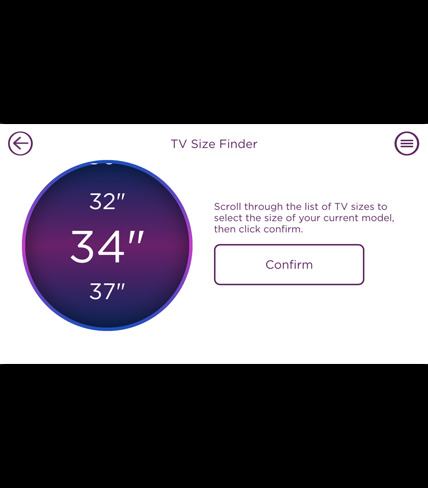 TV Size Finder
32"
34"
37"
Scroll through the list of TV sizes to
select the size of your current model,
then click confirm.
Confirm